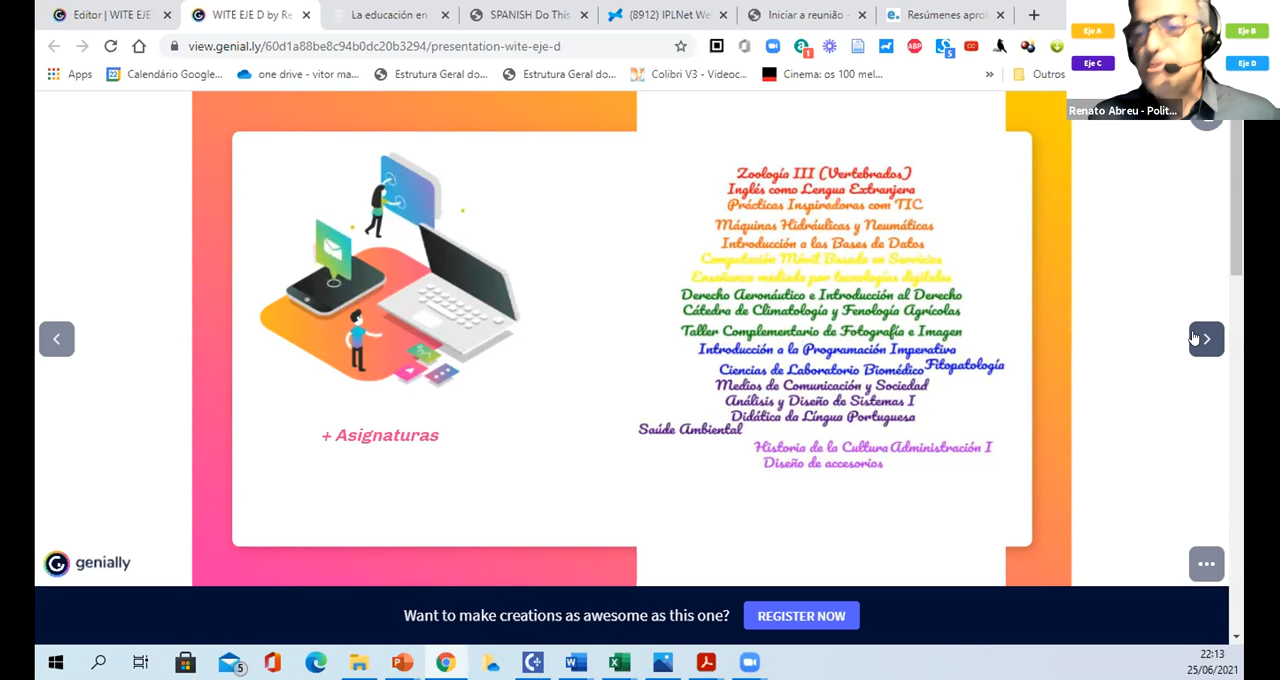 Editor | WITE EJE
WITE EJE D by Re
La educación en
SPANISH Do This
(8912) IPLNet We
Iniciar a reunião -
Resúmenes aprob
view.genial.ly/60d1a88be8c94b0dc20b3294/presentation-wite-eje-d
Apps
Calendário Google...
one drive - vitor ma...
Estrutura Geral do...
Estrutura Geral do...
Colibri V3 - Videoc...
Cinema: os 100 mel...
»
Outros
Eje A
Eje B
Eje C
Eje D
Renato Abreu - Polit...
Zoología III (Vertebrados)
Inglés como Lengua Extranjera
Prácticas Inspiradoras com TIC
Máquinas Hidráulicas y Neumáticas
Introducción a las Bases de Datos
Computación Móvil Basada en Servicios
Enseñanza mediada por tecnologías digitales
Derecho Aeronáutico e Introducción al Derecho
Cátedra de Climatología y Fenología Agrícolas
Taller Complementario de Fotografía e Imagen
Introducción a la Programación Imperativa
Ciencias de Laboratorio Biomédico Fitopatología
Medios de Comunicación y Sociedad
Análisis y Diseño de Sistemas I
Didática da Língua Portuguesa
Saúde Ambiental
Historia de la Cultura Administración I
Diseño de accesorios
+ Asignaturas
genially
Want to make creations as awesome as this one?
REGISTER NOW
22:13
25/06/2021